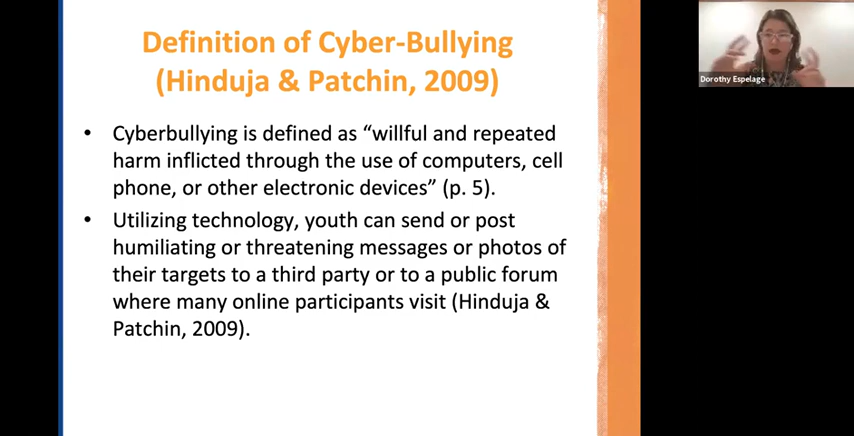 Definition of Cyber-Bullying
(Hinduja & Patchin, 2009)
• Cyberbullying is defined as “willful and repeated
harm inflicted through the use of computers, cell
phone, or other electronic devices” (p. 5).
• Utilizing technology, youth can send or post
humiliating or threatening messages or photos of
their targets to a third party or to a public forum
where many online participants visit (Hinduja &
Patchin, 2009).
Dorothy Espelage